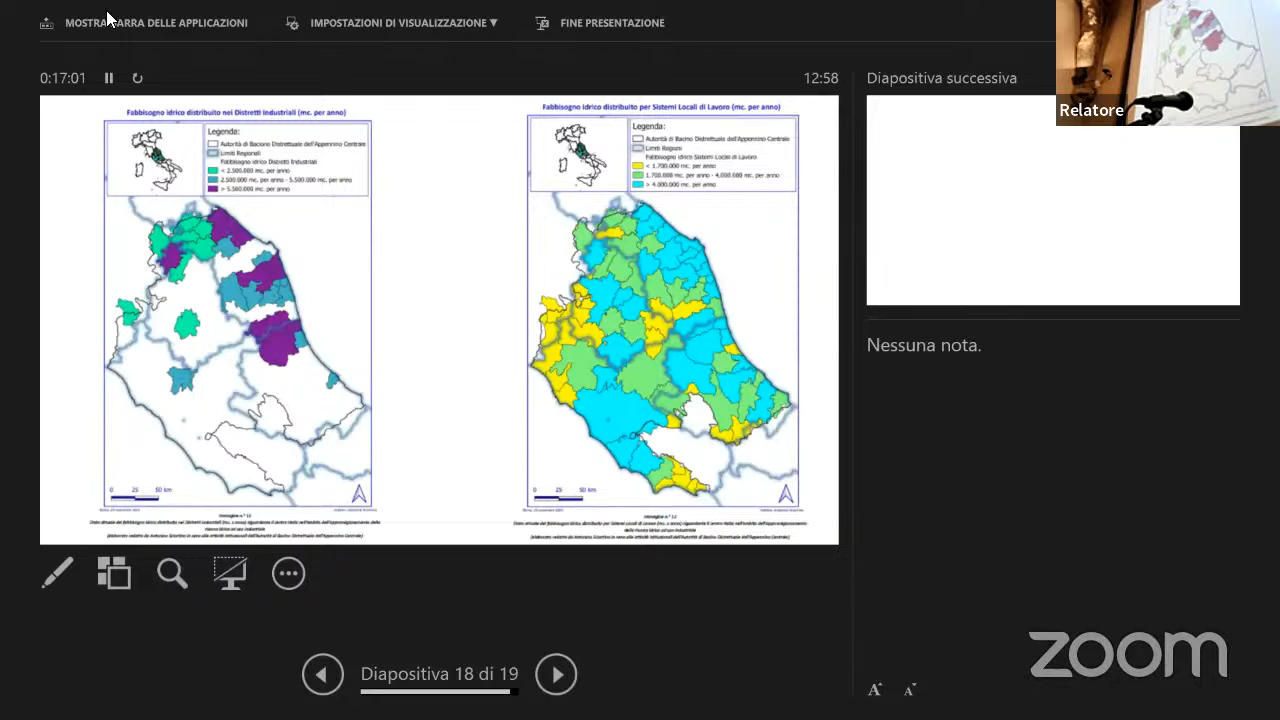 MOSTRA BARRA DELLE APPLICAZIONI
IMPOSTAZIONI DI VISUALIZZAZIONE ▼
FINE PRESENTAZIONE
Relatore
0:17:01
12:58
Diapositiva successiva
Fabbisogno idrico distribuito nei Distretti Industriali (mc. per anno)
Legenda:
Autorità di Bacino Distrettuale dell'Appennino Centrale
Limiti Regionali
Fabbisogno idrico Distretti Industriali
< 2.500.000 mc. per anno
2.500.000 mc. per anno - 5.500.000 mc. per anno
> 5.500.000 mc. per anno
0 25 50 km
Immagine n.° 13
Fabbisogno idrico distribuito per Sistemi Locali di Lavoro (mc. per anno)
Legenda:
Autorità di Bacino Distrettuale dell'Appennino Centrale
Limiti Regioni
Fabbisogno idrico Sistemi Locali di Lavoro
< 1.700.000 mc. per anno
1.700.000 mc. per anno - 4.000.000 mc. per anno
> 4.000.000 mc. per anno
0 25 50 km
Immagine n.° 12
Nessuna nota.
Diapositiva 18 di 19
A A
zoom